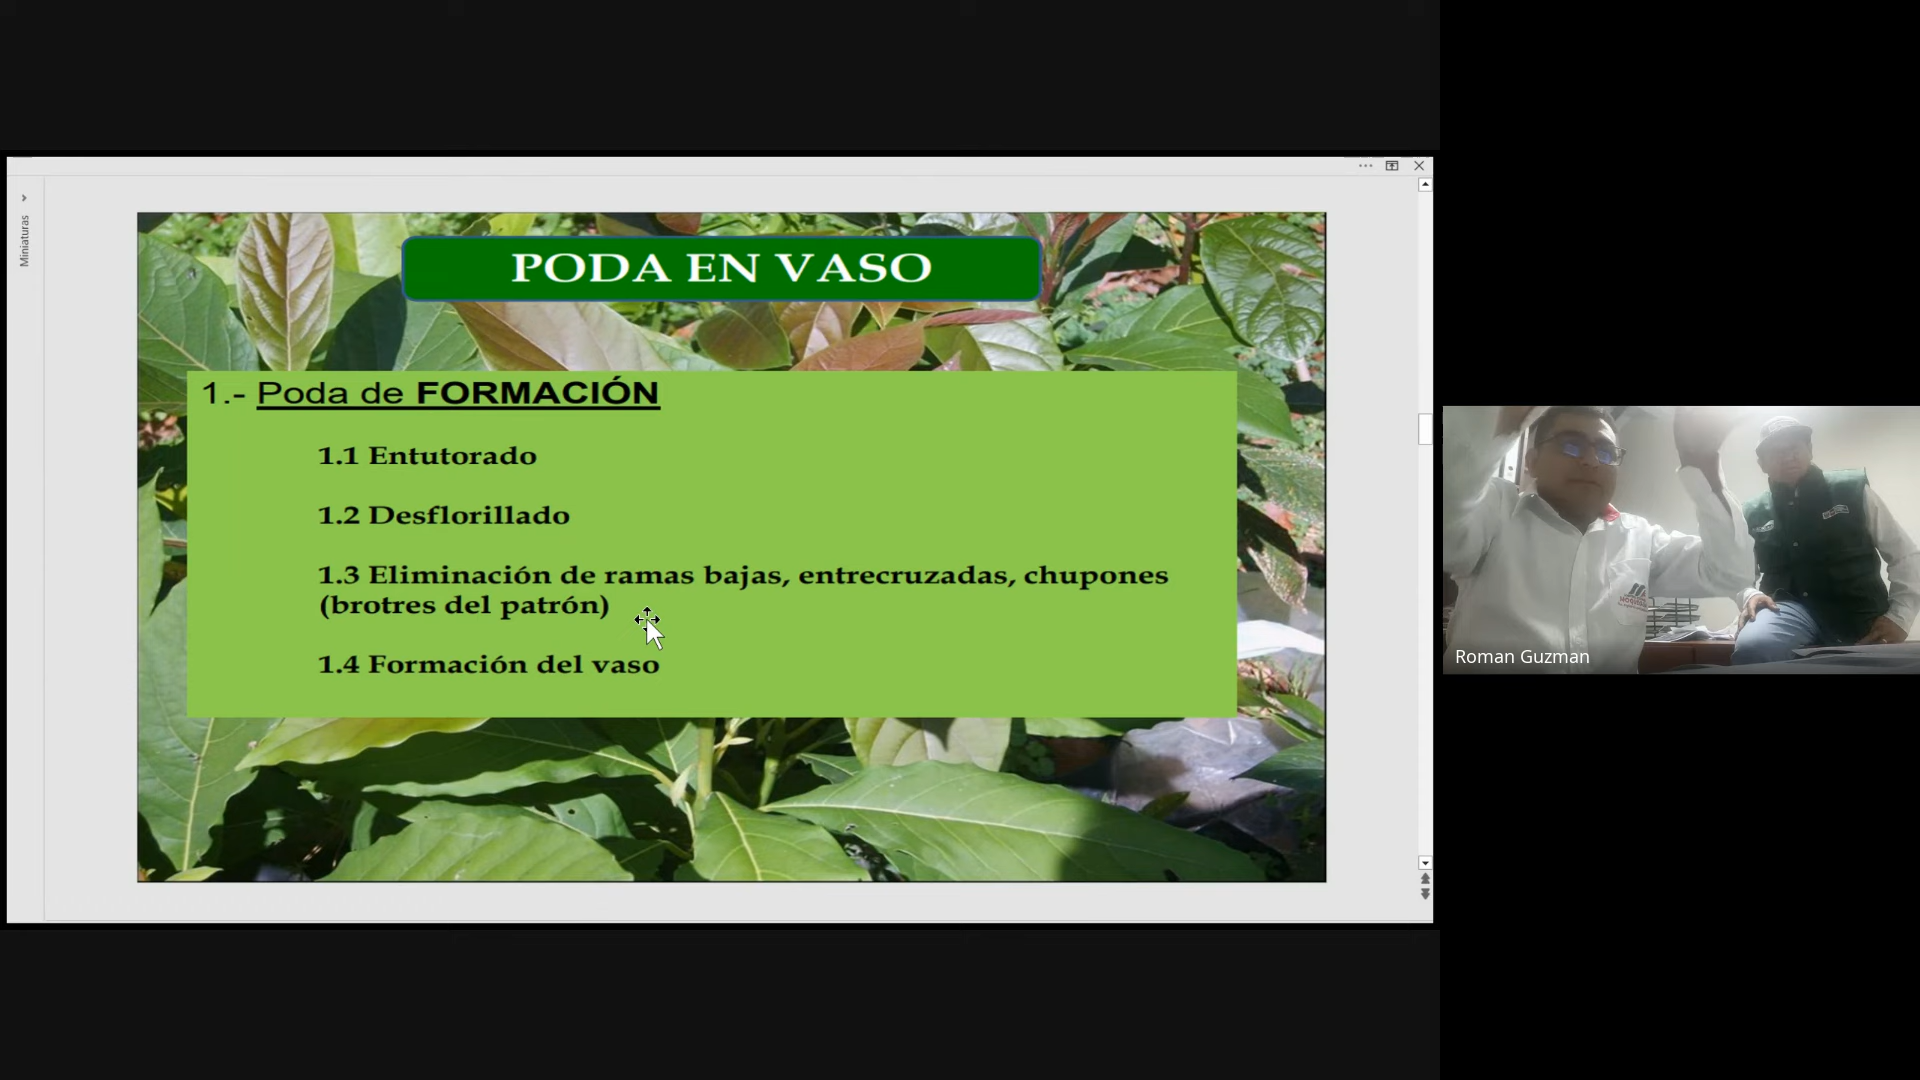 Miniaturas
PODA EN VASO
1.- Poda de FORMACIÓN
1.1 Entutorado
1.2 Desflorillado
1.3 Eliminación de ramas bajas, entrecruzadas, chupones
(brotres del patrón)
1.4 Formación del vaso
Roman Guzman